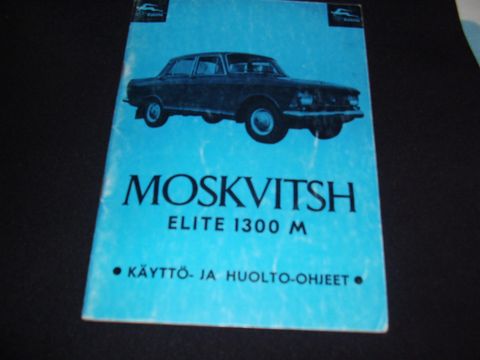 MOSKVITSH
ELITE 1300 M
• KÄYTTÖ- JA HUOLTO-OHJEET •